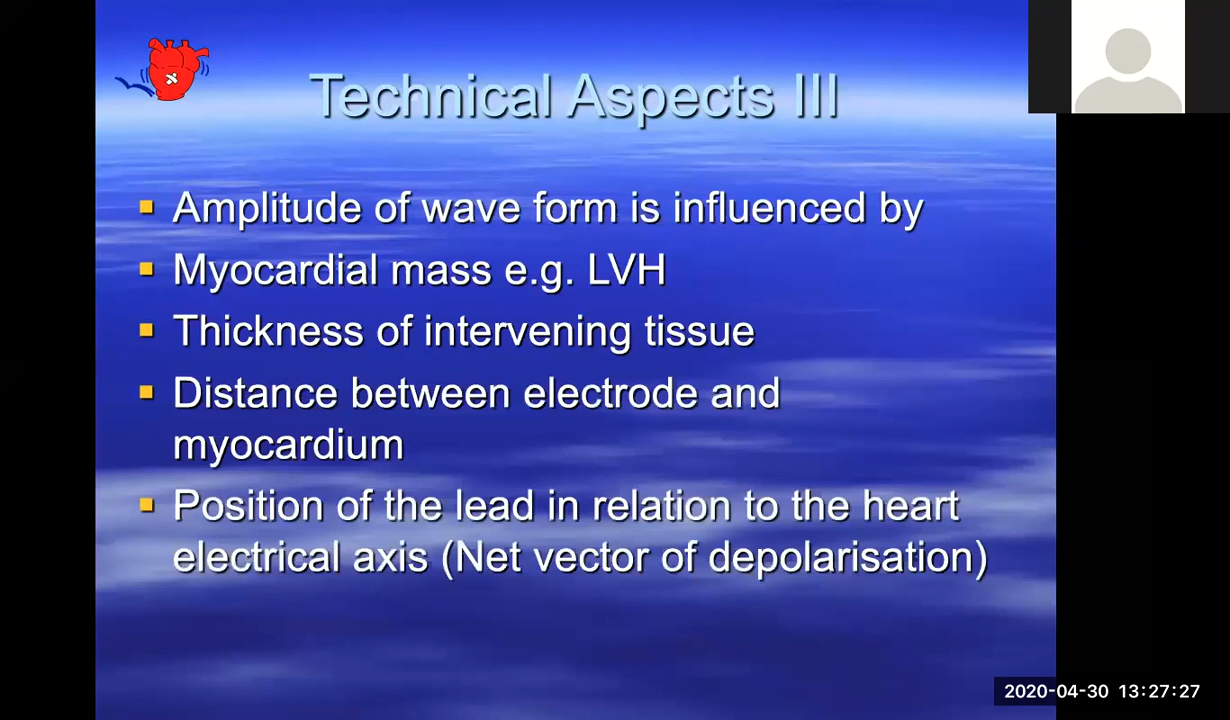 Technical Aspects III
Amplitude of wave form is influenced by
Myocardial mass e.g. LVH
Thickness of intervening tissue
Distance between electrode and
myocardium
Position of the lead in relation to the heart
electrical axis (Net vector of depolarisation)
2020-04-30 13:27:27